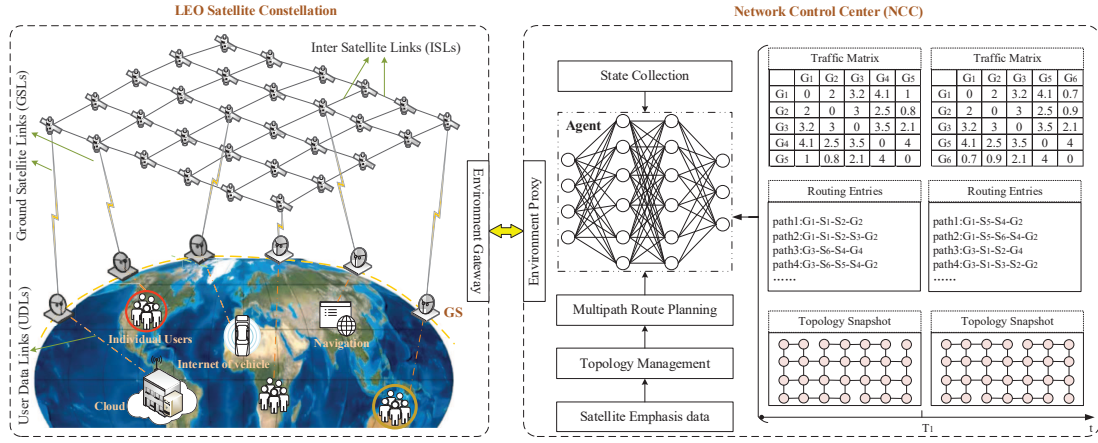 LEO Satellite Constellation
Inter Satellite Links (ISLs)
Ground Satellite Links (GSLs)
User Data Links (UDLs)
GS
Individual Users
Internet of vehicle
Navigation
Cloud
Environment Gateway
Network Control Center (NCC)
Environment Proxy
State Collection
Agent
Multipath Route Planning
Topology Management
Satellite Emphasis data
Traffic Matrix
G1 G2 G3 G4 G5
G1 0 2 3.2 4.1 1
G2 2 0 3 2.5 0.8
G3 3.2 3 0 3.5 2.1
G4 4.1 2.5 3.5 0 4
G5 1 0.8 2.1 4 0
Traffic Matrix
G1 G2 G3 G5 G6
G1 0 2 3.2 4.1 0.7
G2 2 0 3 2.5 0.9
G3 3.2 3 0 3.5 2.1
G5 4.1 2.5 3.5 0 4
G6 0.7 0.9 2.1 4 0
Routing Entries
path1:G1-S1-S2-G2
path2:G1-S1-S2-S3-G2
path3:G3-S6-S4-G4
path4:G3-S6-S5-S4-G2
......
Routing Entries
path1:G1-S5-S4-G2
path2:G1-S5-S6-S4-G2
path3:G3-S1-S2-G4
path4:G3-S1-S3-S2-G2
......
Topology Snapshot
Topology Snapshot
T1
t